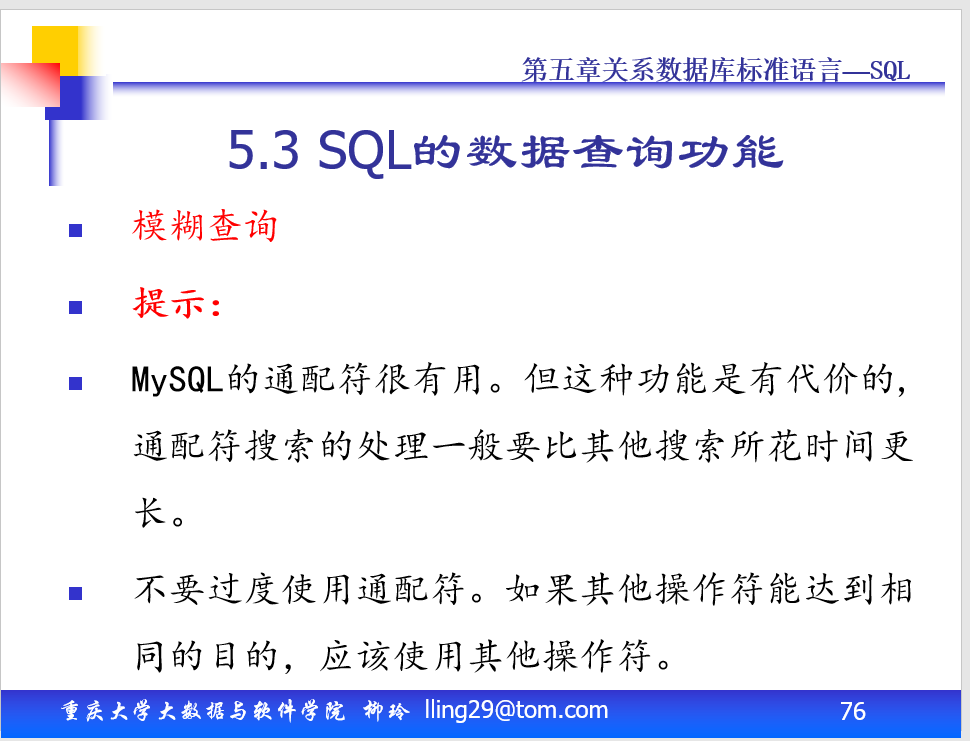 第五章关系数据库标准语言—SQL
5.3 SQL的数据查询功能
模糊查询
提示：
MySQL的通配符很有用。但这种功能是有代价的，
通配符搜索的处理一般要比其他搜索所花时间更
长。
不要过度使用通配符。如果其他操作符能达到相
同的目的，应该使用其他操作符。
重庆大学大数据与软件学院 柳玲 lling29@tom.com
76